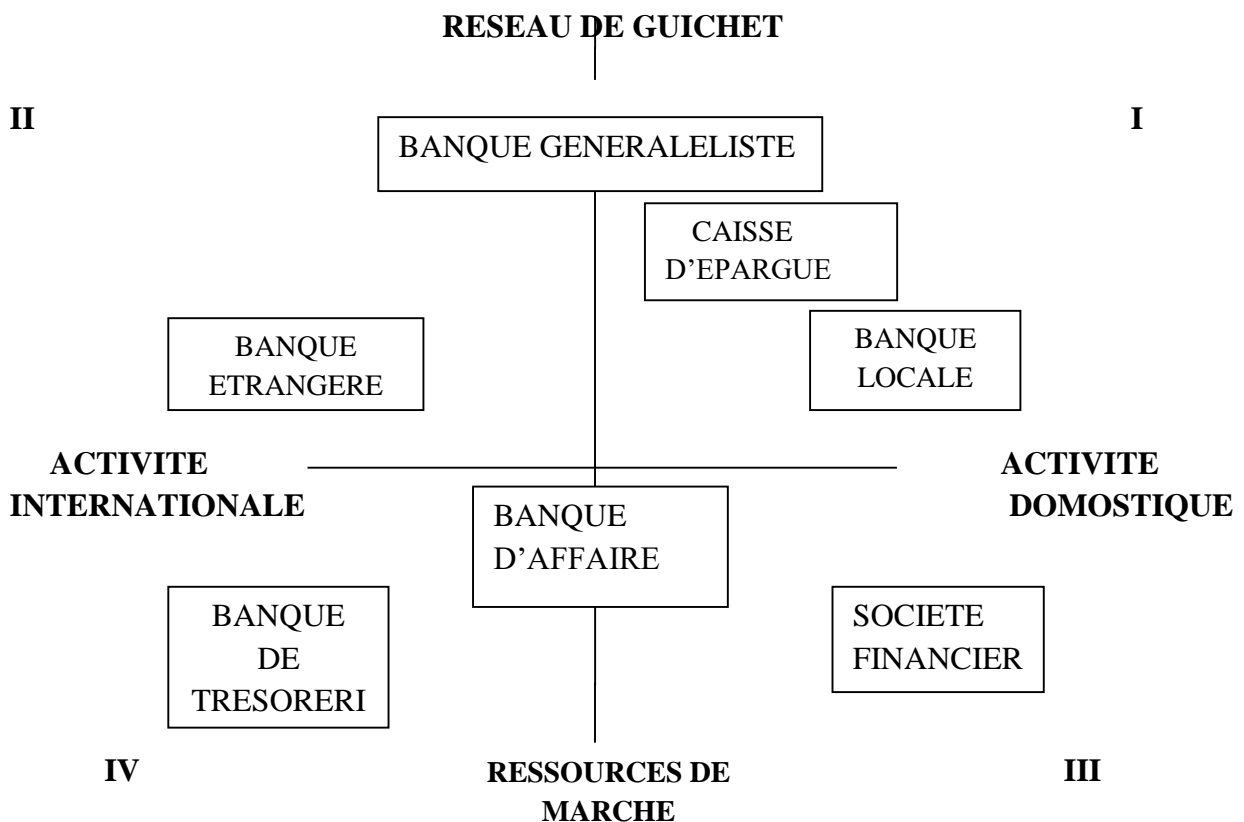 RESEAU DE GUICHET
II
I
BANQUE GENERALELISTE
CAISSE
D’EPARGUE
BANQUE
ETRANGERE
BANQUE
LOCALE
ACTIVITE
INTERNATIONALE
ACTIVITE
DOMOSTIQUE
BANQUE
D’AFFAIRE
BANQUE
DE
TRESORERI
SOCIETE
FINANCIER
IV
RESSOURCES DE
MARCHE
III